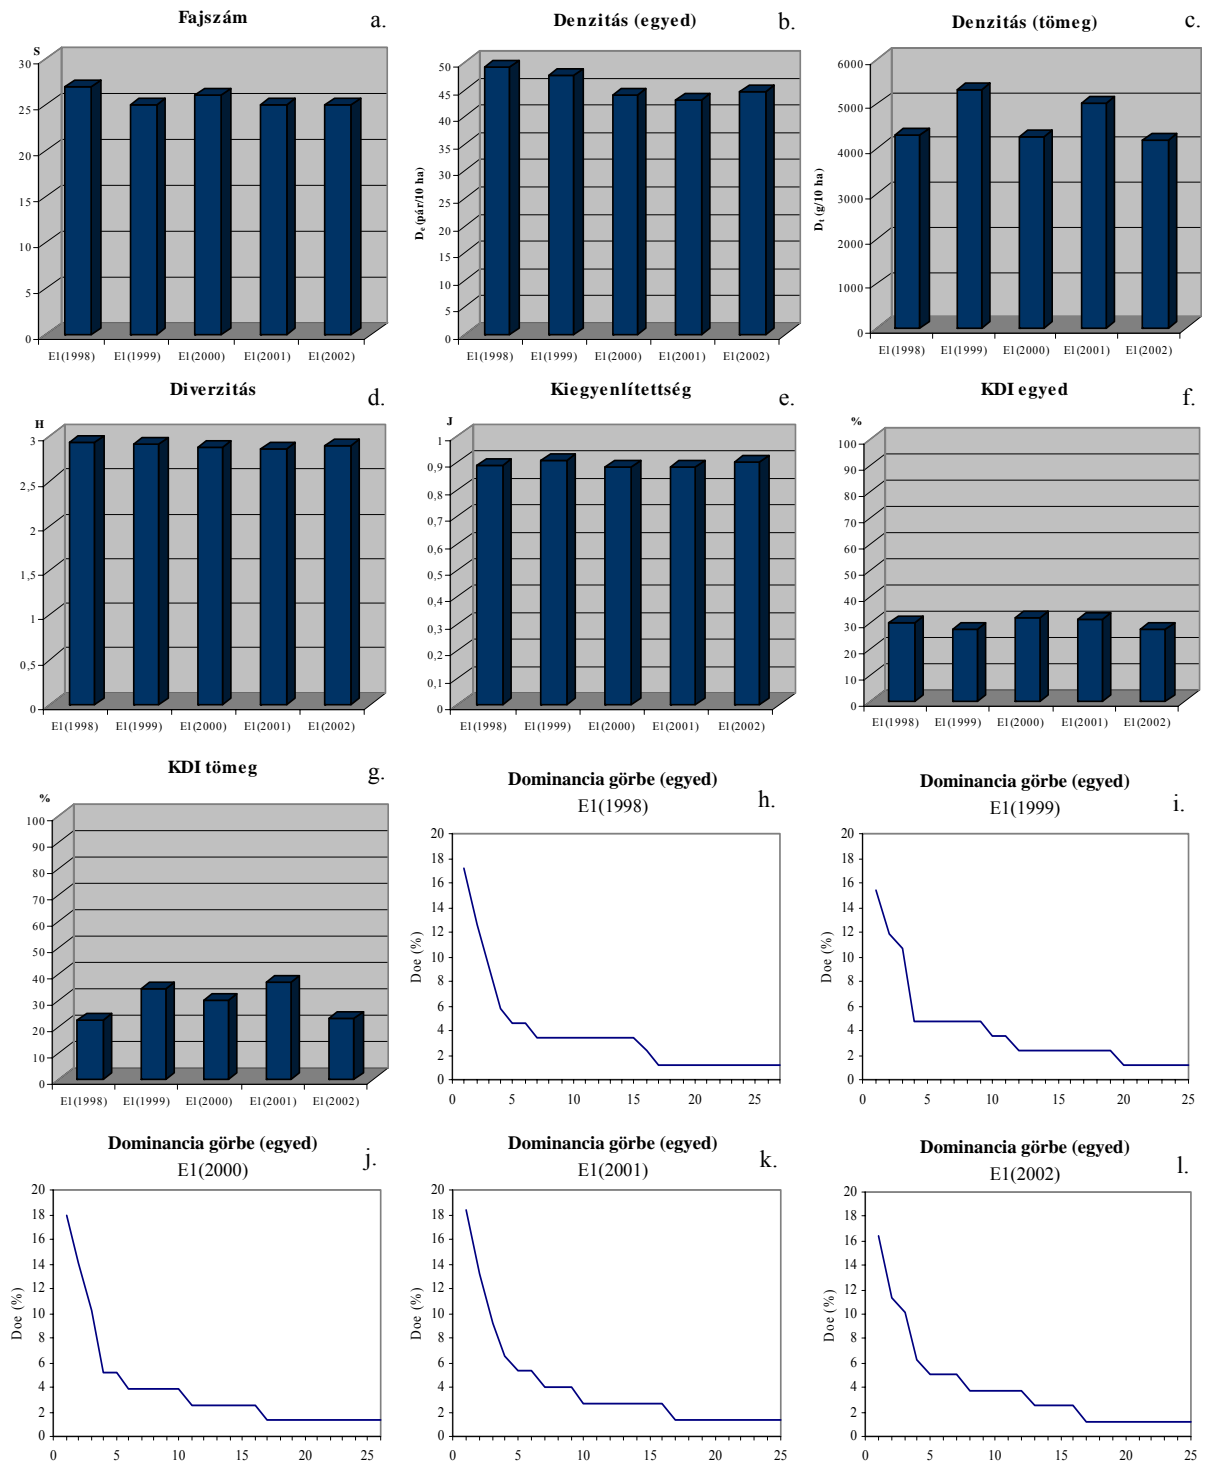 Fajszám
a.
S
30
25
20
15
10
5
0
E1(1998) E1(1999) E1(2000) E1(2001) E1(2002)
Denzitás (egyed)
b.
Dₑ (pár/10 ha)
50
45
40
35
30
25
20
15
10
5
0
E1(1998) E1(1999) E1(2000) E1(2001) E1(2002)
Denzitás (tömeg)
c.
Dₜ (g/10 ha)
6000
5000
4000
3000
2000
1000
0
E1(1998) E1(1999) E1(2000) E1(2001) E1(2002)
Diverzitás
d.
H
3
2,5
2
1,5
1
0,5
0
E1(1998) E1(1999) E1(2000) E1(2001) E1(2002)
Kiegyenlítettség
e.
J
1
0,9
0,8
0,7
0,6
0,5
0,4
0,3
0,2
0,1
0
E1(1998) E1(1999) E1(2000) E1(2001) E1(2002)
KDI egyed
f.
%
100
90
80
70
60
50
40
30
20
10
0
E1(1998) E1(1999) E1(2000) E1(2001) E1(2002)
KDI tömeg
g.
%
100
90
80
70
60
50
40
30
20
10
0
E1(1998) E1(1999) E1(2000) E1(2001) E1(2002)
Dominancia görbe (egyed)
E1(1998)
h.
Doe (%)
20
18
16
14
12
10
8
6
4
2
0
0 5 10 15 20 25
Dominancia görbe (egyed)
E1(1999)
i.
Doe (%)
20
18
16
14
12
10
8
6
4
2
0
0 5 10 15 20 25
Dominancia görbe (egyed)
E1(2000)
j.
Doe (%)
20
18
16
14
12
10
8
6
4
2
0
0 5 10 15 20 25
Dominancia görbe (egyed)
E1(2001)
k.
Doe (%)
20
18
16
14
12
10
8
6
4
2
0
0 5 10 15 20 25
Dominancia görbe (egyed)
E1(2002)
l.
Doe (%)
20
18
16
14
12
10
8
6
4
2
0
0 5 10 15 20 25